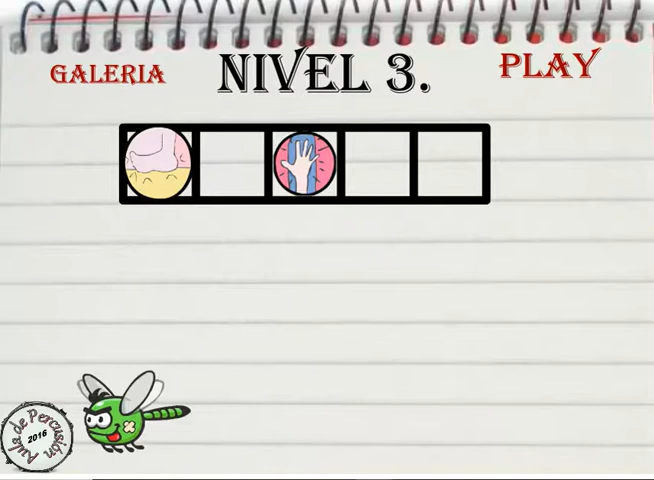 GALERIA
NIVEL 3.
PLAY
Aula de Percusión
2016